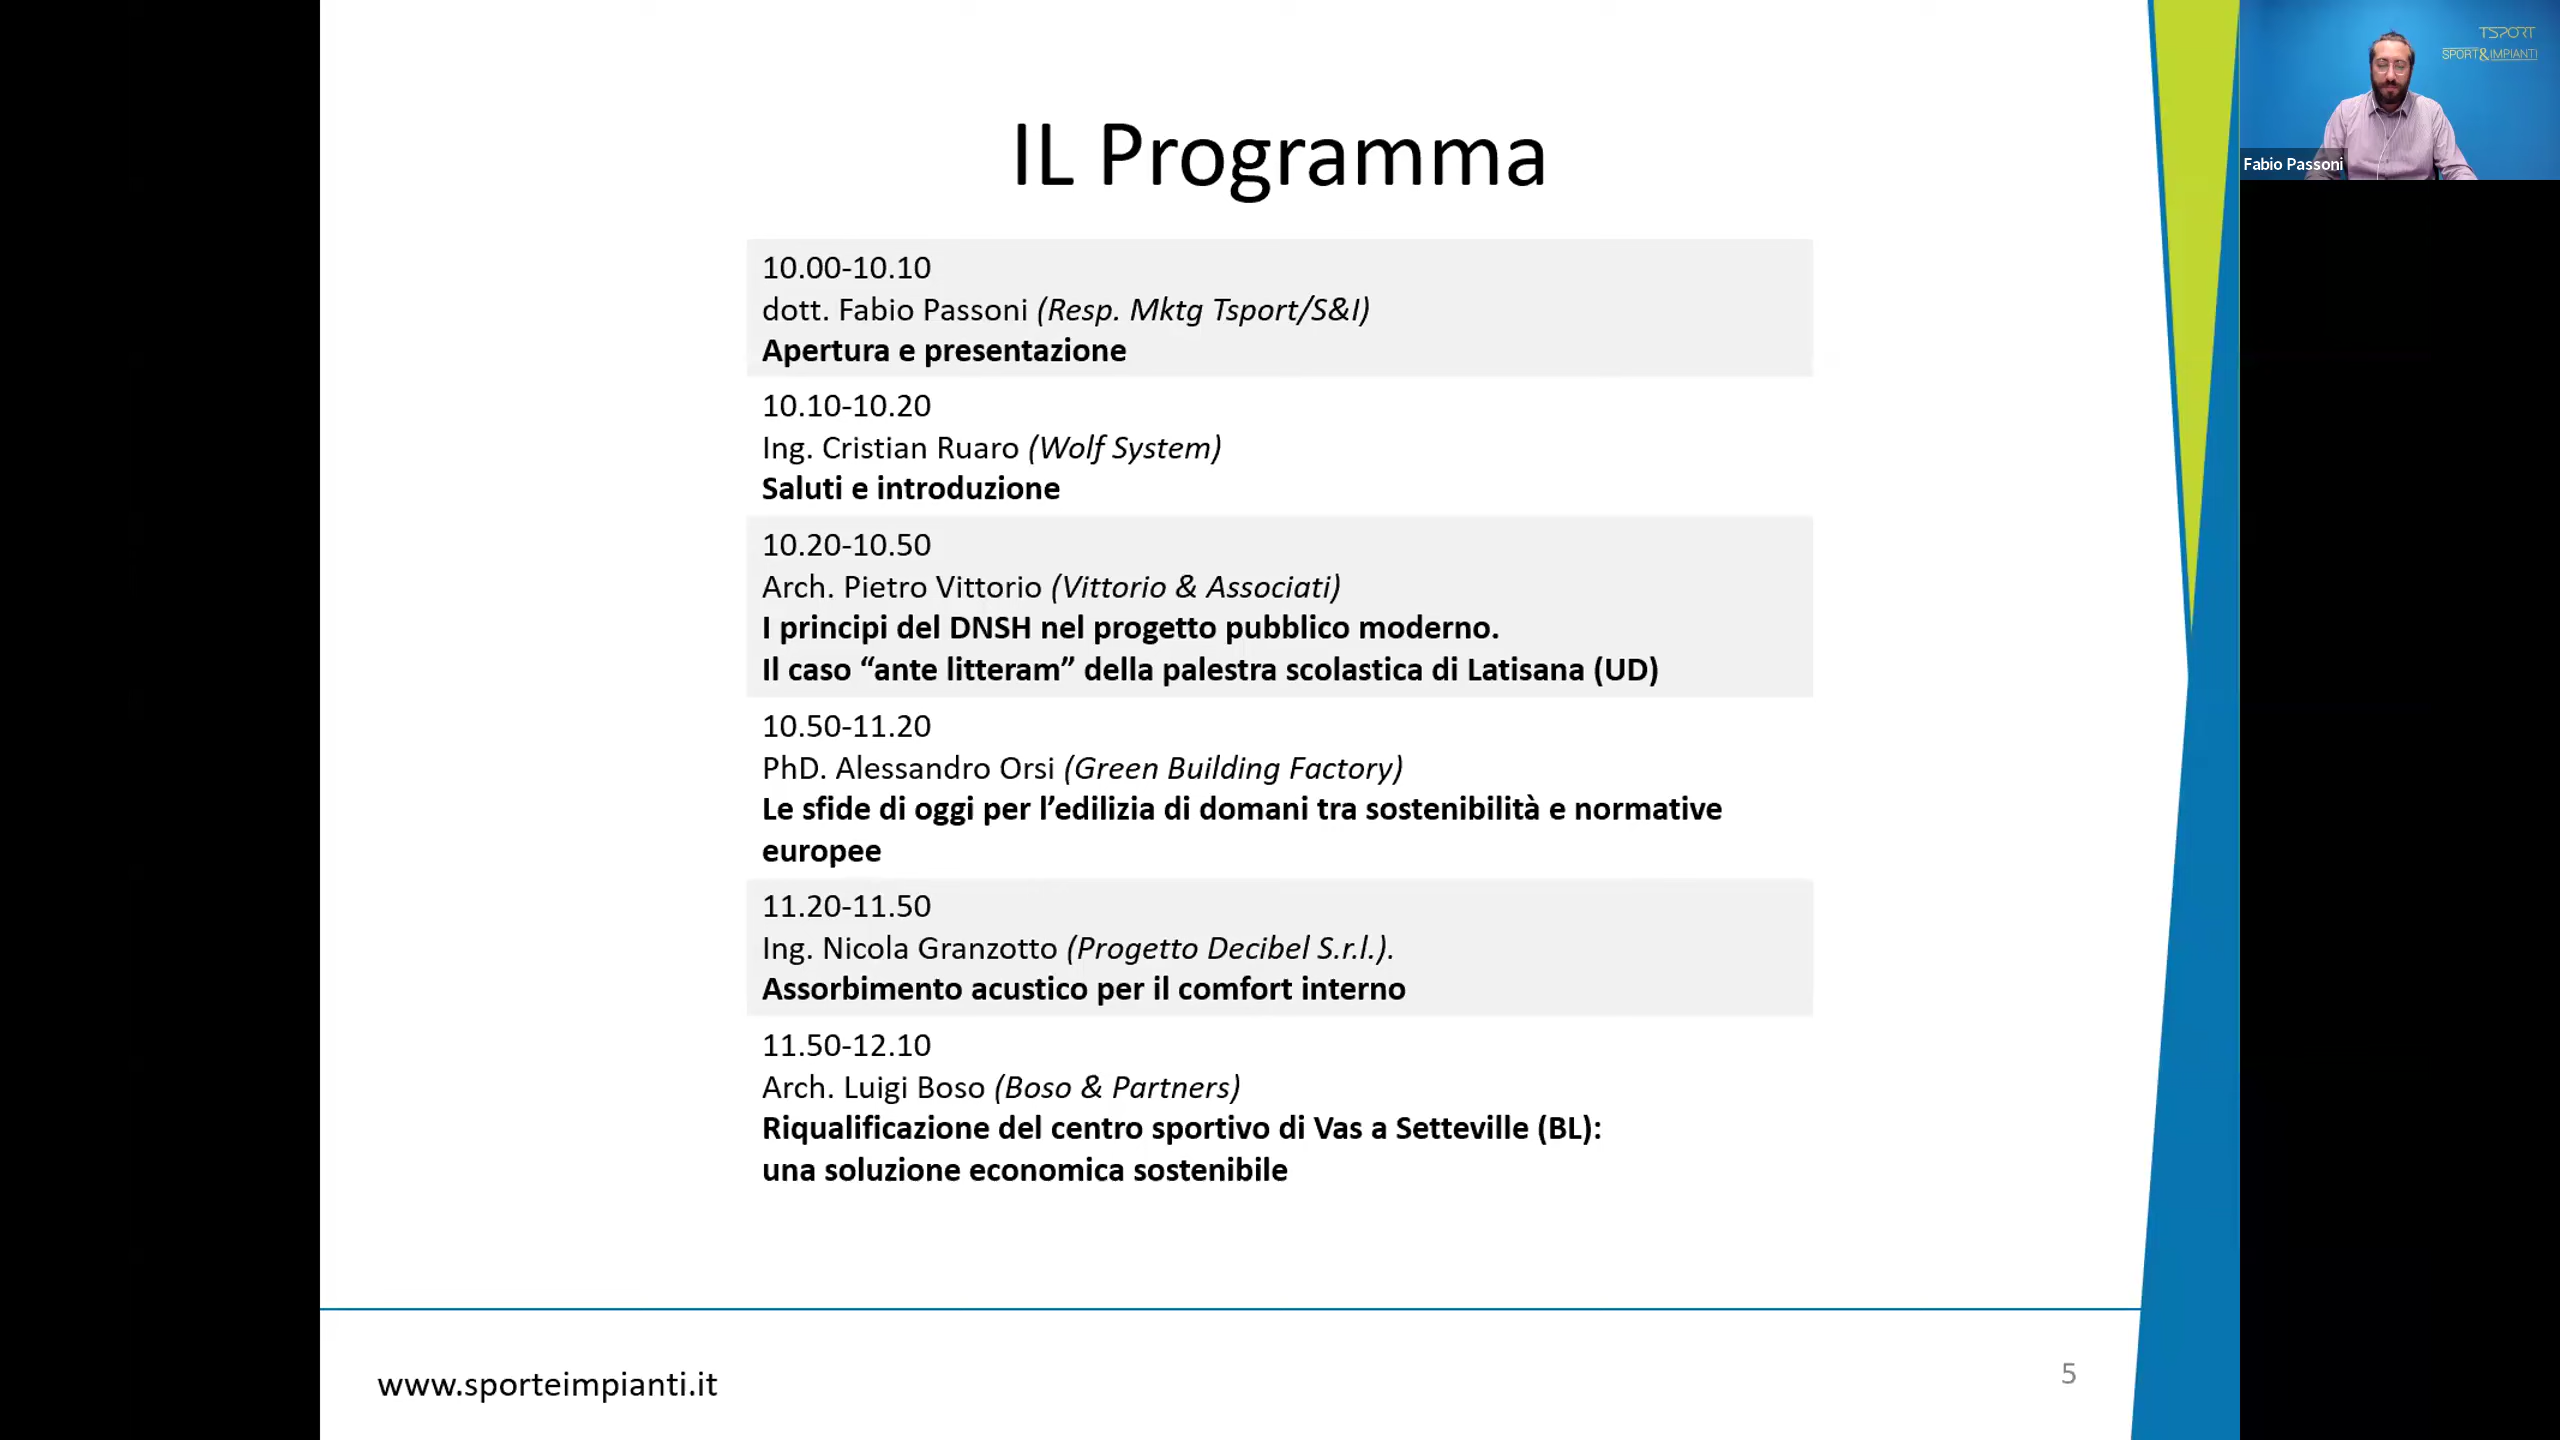 IL Programma
10.00-10.10
dott. Fabio Passoni (Resp. Mktg Tsport/S&I)
Apertura e presentazione
10.10-10.20
Ing. Cristian Ruaro (Wolf System)
Saluti e introduzione
10.20-10.50
Arch. Pietro Vittorio (Vittorio & Associati)
I principi del DNSH nel progetto pubblico moderno.
Il caso “ante litteram” della palestra scolastica di Latisana (UD)
10.50-11.20
PhD. Alessandro Orsi (Green Building Factory)
Le sfide di oggi per l’edilizia di domani tra sostenibilità e normative
europee
11.20-11.50
Ing. Nicola Granzotto (Progetto Decibel S.r.l.).
Assorbimento acustico per il comfort interno
11.50-12.10
Arch. Luigi Boso (Boso & Partners)
Riqualificazione del centro sportivo di Vas a Setteville (BL):
una soluzione economica sostenibile
www.sporteimpianti.it
5
TSPORT
SPORT&IMPIANTI
Fabio Passoni